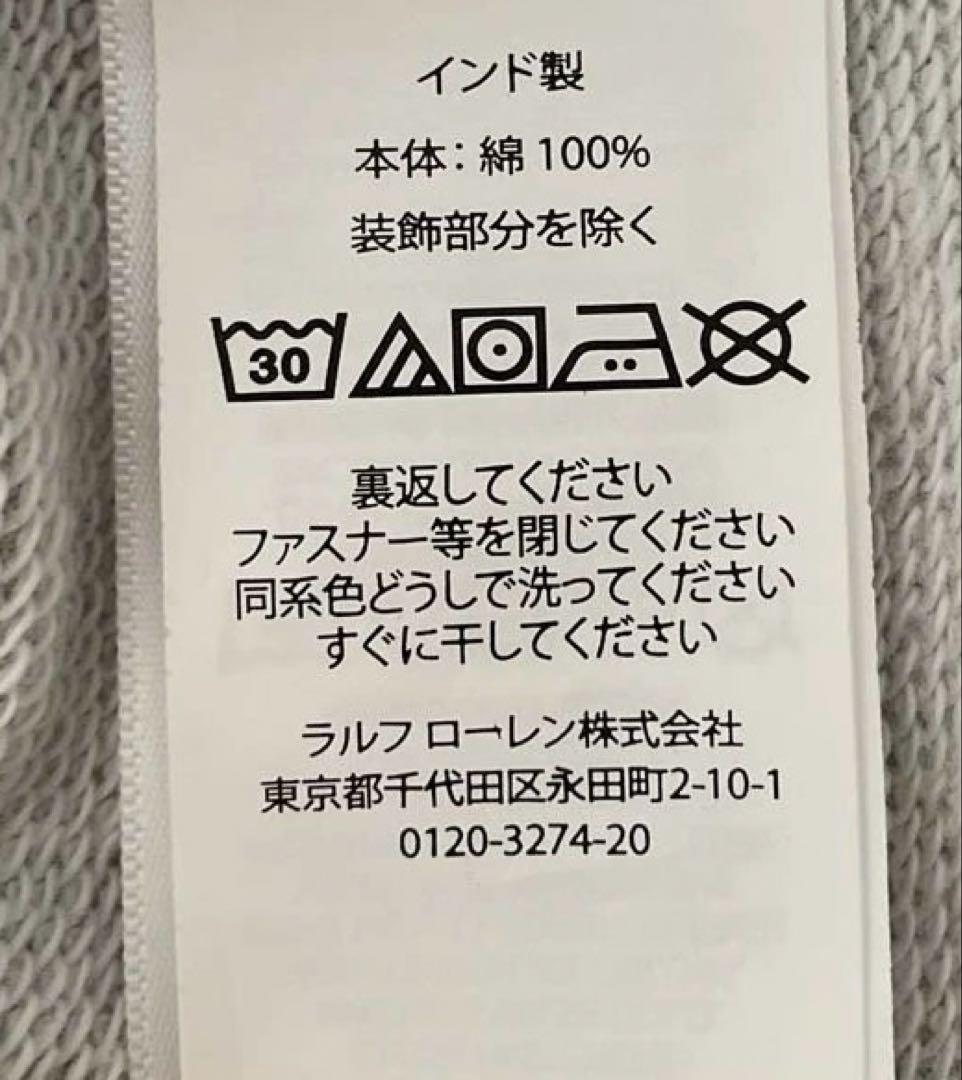 インド製
本体：綿 100%
装飾部分を除く
30
裏返してください
ファスナー等を閉じてください
同系色どうしで洗ってください
すぐに干してください
ラルフ ローレン株式会社
東京都千代田区永田町2-10-1
0120-3274-20